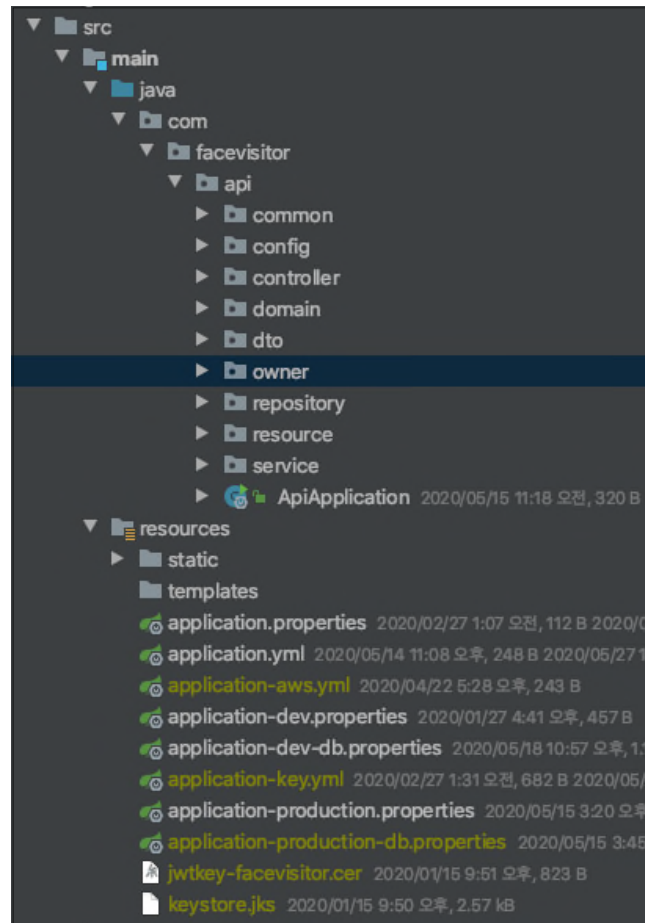 src
main
java
com
facevisitor
api
common
config
controller
domain
dto
owner
repository
resource
service
ApiApplication 2020/05/15 11:18 오전, 320 B
resources
static
templates
application.properties 2020/02/27 1:07 오전, 112 B 2020/0
application.yml 2020/05/14 11:08 오후, 248 B 2020/05/27 1
application-aws.yml 2020/04/22 5:28 오후, 243 B
application-dev.properties 2020/01/27 4:41 오후, 457 B
application-dev-db.properties 2020/05/18 10:57 오후, 1.
application-key.yml 2020/02/27 1:31 오전, 682 B 2020/05/
application-production.properties 2020/05/15 3:20 오후
application-production-db.properties 2020/05/15 3:45
jwtkey-facevisitor.cer 2020/01/15 9:51 오후, 823 B
keystore.jks 2020/01/15 9:50 오후, 2.57 kB